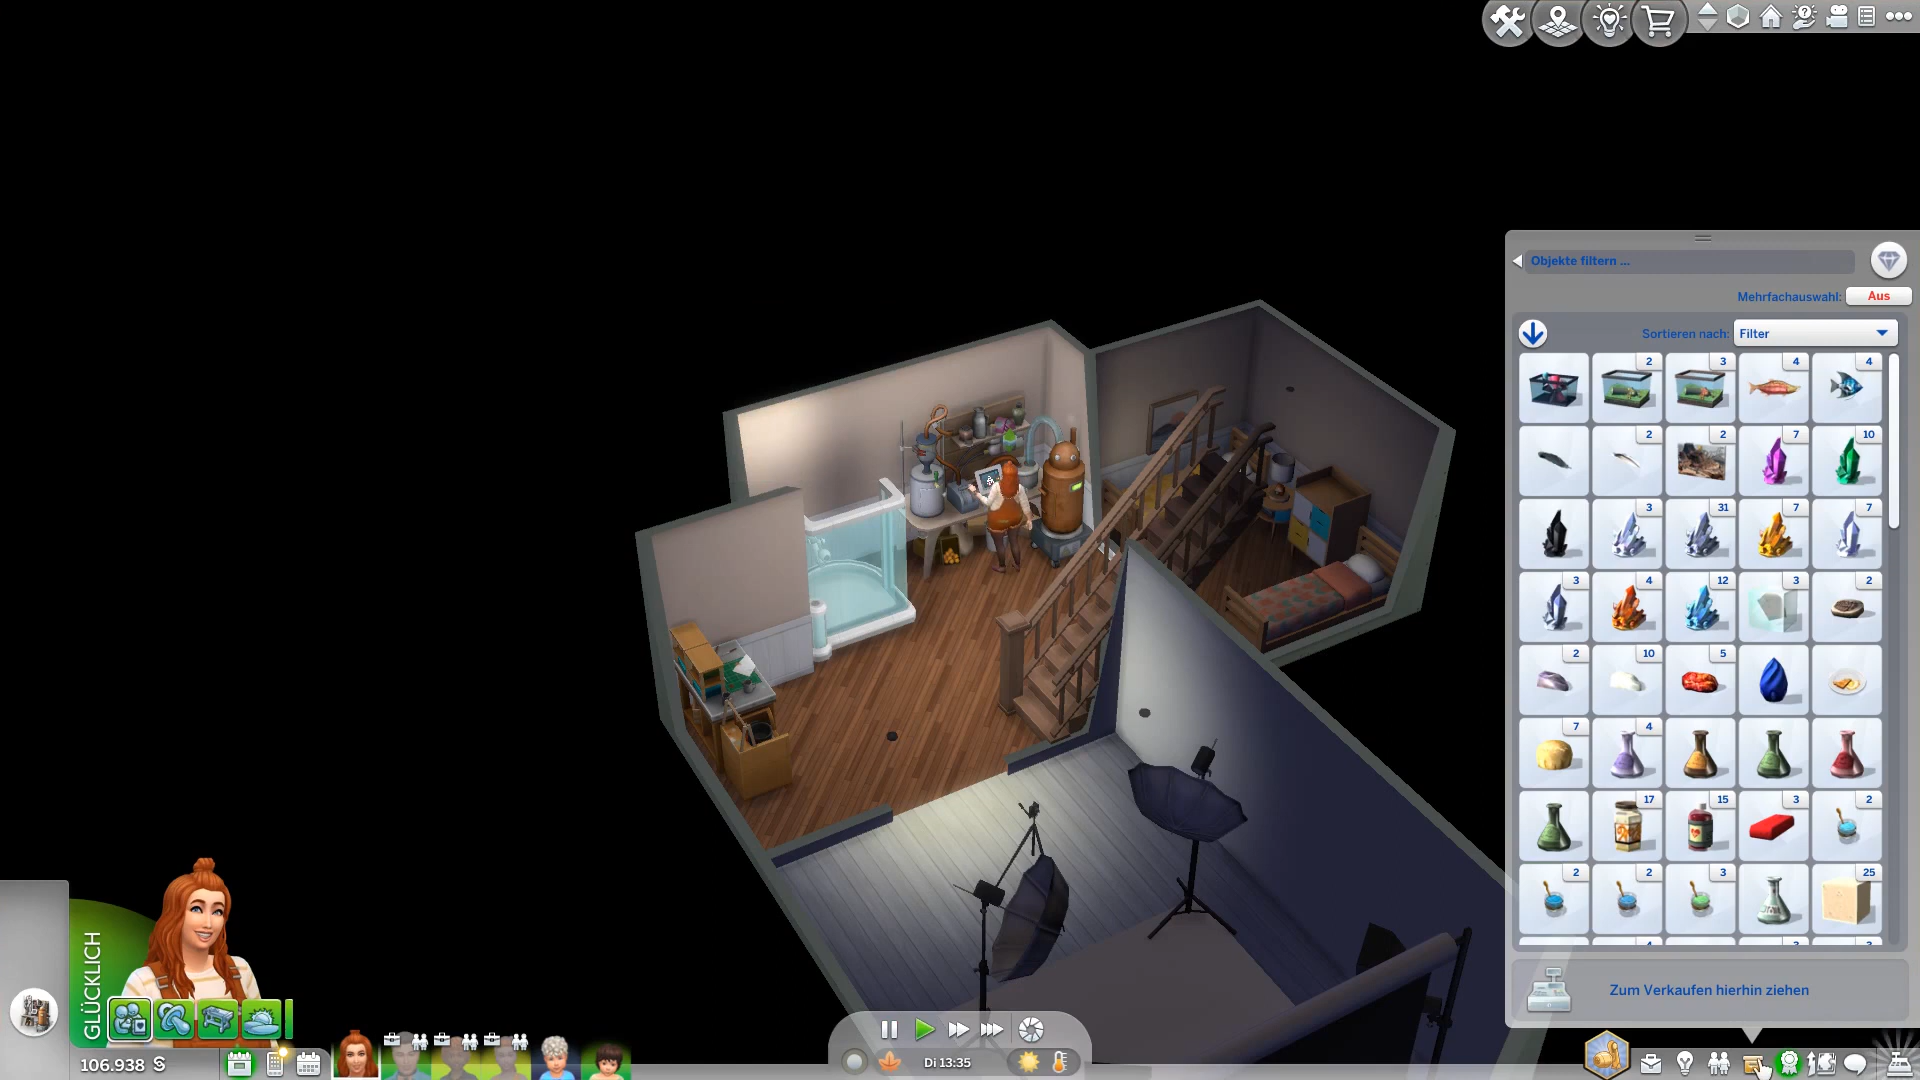 Objekte filtern ...
Mehrfachauswahl: Aus
Sortieren nach: Filter
2 3 4 4
2 2 7 10
3 31 7 7
3 4 12 3 2
2 10 5
7 4
17 15 3 2
2 2 3 25
Zum Verkaufen hierhin ziehen
GLÜCKLICH
106.938 S
Di 13:35